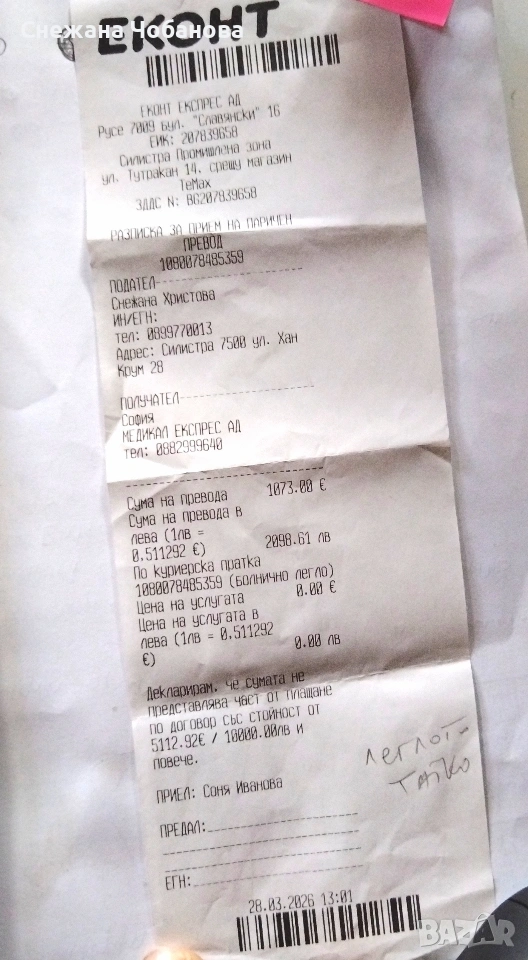 Снежана Чобанова
ЕКОНТ
ЕКОНТ ЕКСПРЕС АД
Русе 7009 Бул. "Славянски" 16
ЕИК: 207839658
Силистра Промишлена зона
ул. Тутракан 14, срещу магазин
TeMax
ЗДДС N: BG207839658
РАЗПИСКА ЗА ПРИЕМ НА ПАРИЧЕН
ПРЕВОД
1080078485359
ПОДАТЕЛ
Снежана Христова
ИН/ЕГН:
тел: 0899770013
Адрес: Силистра 7500 ул. Хан
Крум 28
ПОЛУЧАТЕЛ
София
МЕДИКАЛ ЕКСПРЕС АД
тел: 0882999640
Сума на превода 1073.00 €
Сума на превода в
лева (1лв =
0.511292 €) 2098.61 лв
По куриерска пратка
1080078485359 (болнично легло)
Цена на услугата 0.00 €
Цена на услугата в
лева (1лв = 0.511292
€) 0.00 лв
Декларирам, че сумата не
представлява част от плащане
по договор със стойност от
5112.92€ / 10000.00лв и
повече.
ПРИЕЛ: Соня Иванова
ПРЕДАЛ:
ЕГН:
28.03.2026 13:01
леглото-
татко
BAZAR